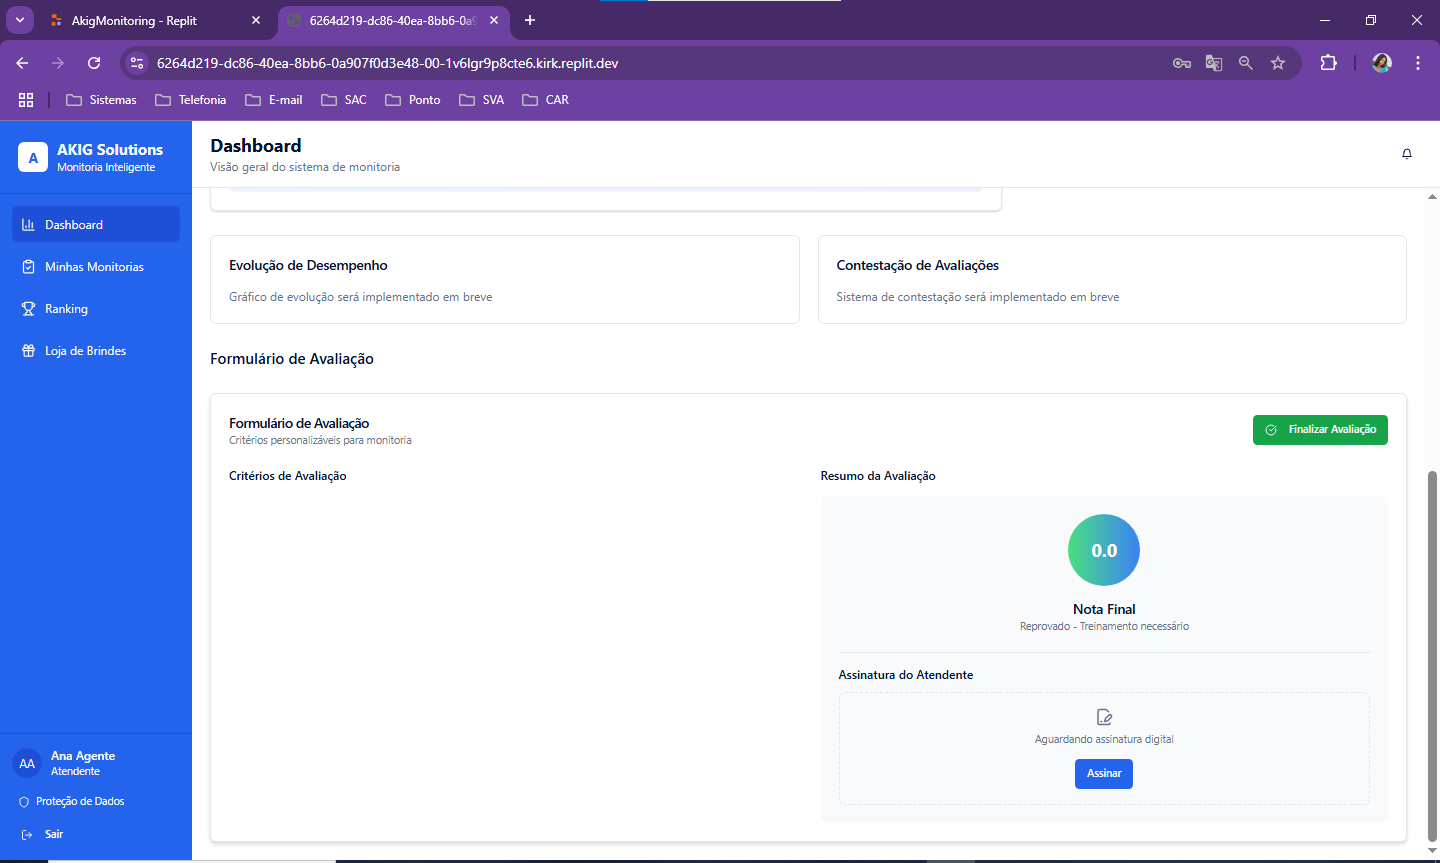 AkigMonitoring - Replit
6264d219-dc86-40ea-8bb6-0a9
6264d219-dc86-40ea-8bb6-0a907f0d3e48-00-1v6lgr9p8cte6.kirk.replit.dev
Sistemas
Telefonia
E-mail
SAC
Ponto
SVA
CAR
A
AKIG Solutions
Monitoria Inteligente
Dashboard
Minhas Monitorias
Ranking
Loja de Brindes
AA
Ana Agente
Atendente
Proteção de Dados
Sair
Dashboard
Visão geral do sistema de monitoria
Evolução de Desempenho
Gráfico de evolução será implementado em breve
Contestação de Avaliações
Sistema de contestação será implementado em breve
Formulário de Avaliação
Formulário de Avaliação
Critérios personalizáveis para monitoria
Finalizar Avaliação
Critérios de Avaliação
Resumo da Avaliação
0.0
Nota Final
Reprovado - Treinamento necessário
Assinatura do Atendente
Aguardando assinatura digital
Assinar